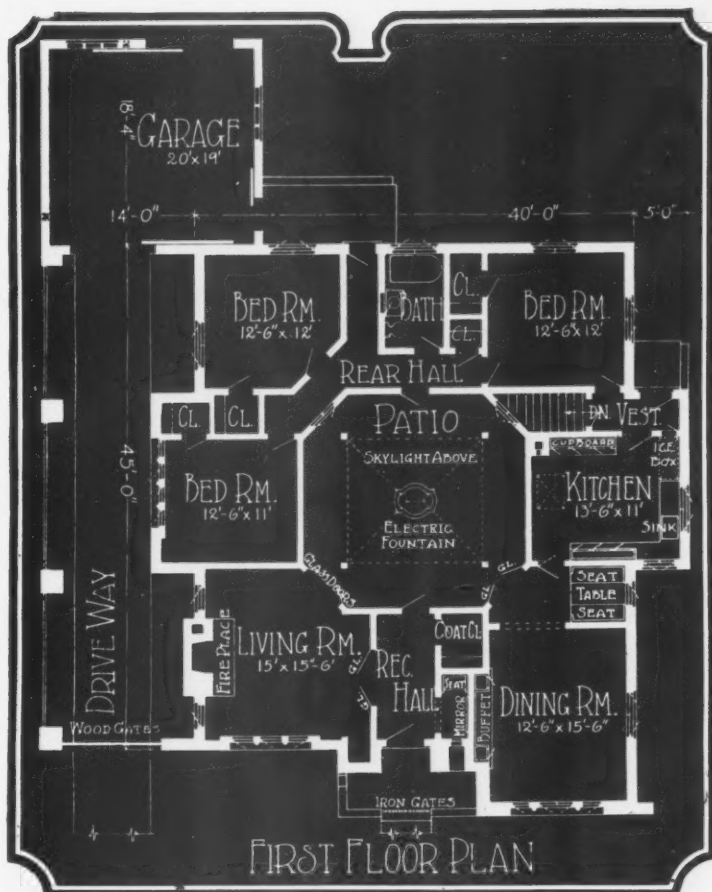 18'-4"
GARAGE
20'x19'
14'-0"
40'-0"
5'-0"
BED RM.
12'-6"x12'
BATH
CL.
CL.
BED RM.
12'-6"x12'
REAR HALL
CL.
CL.
PATIO
DN.
VEST.
SKYLIGHT ABOVE
CUPBOARD
ICE
BOX
45'-0"
BED RM.
12'-6"x11'
ELECTRIC
FOUNTAIN
KITCHEN
13'-6"x11'
SINK
GLASS DOORS
GL.
GL.
SEAT
TABLE
SEAT
DRIVE WAY
FIRE PLACE
LIVING RM.
15'x15'-6"
GL.
GL.
COAT CL.
REC.
HALL
SEAT
MIRROR
BUFFET
DINING RM.
12'-6"x15'-6"
WOOD GATES
IRON GATES
FIRST FLOOR PLAN